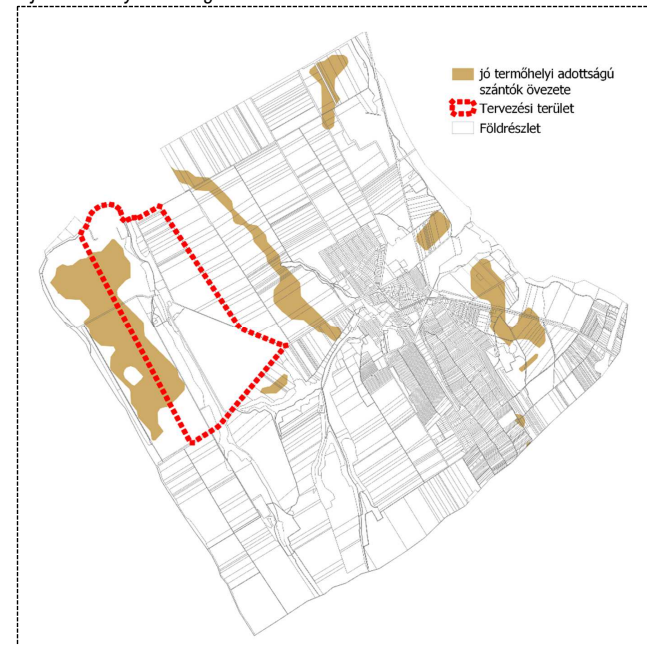 jó termőhelyi adottságú
szántók övezete
Tervezési terület
Földrészlet